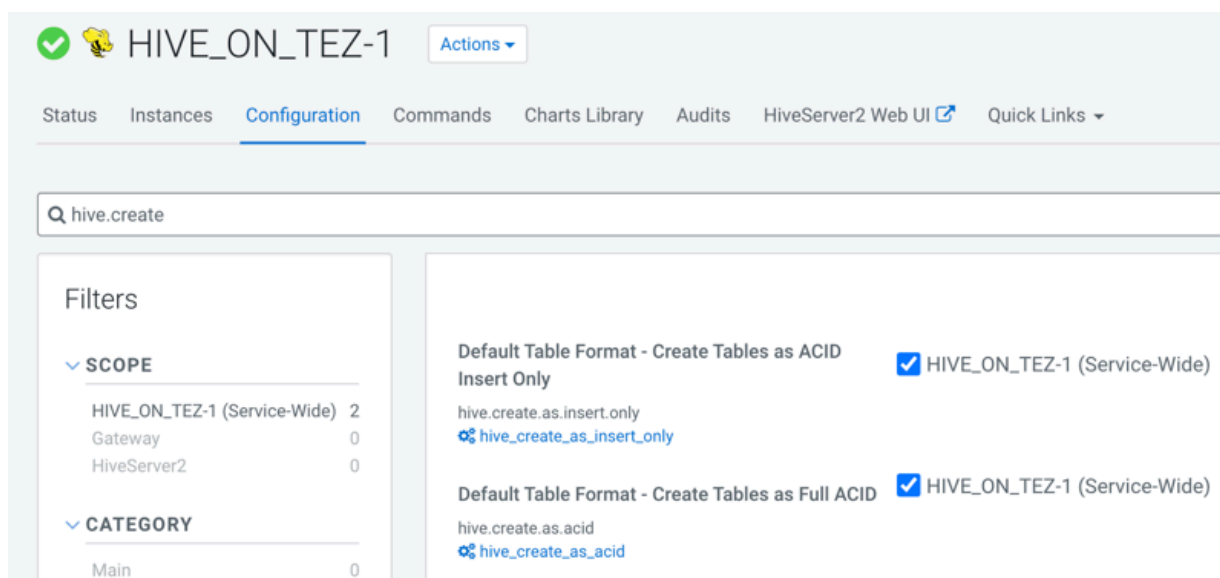 HIVE_ON_TEZ-1 Actions
Status Instances Configuration Commands Charts Library Audits HiveServer2 Web UI Quick Links
hive.create
Filters
SCOPE
HIVE_ON_TEZ-1 (Service-Wide) 2
Gateway 0
HiveServer2 0
CATEGORY
Main 0
Default Table Format - Create Tables as ACID
Insert Only
HIVE_ON_TEZ-1 (Service-Wide)
hive.create.as.insert.only
hive_create_as_insert_only
Default Table Format - Create Tables as Full ACID
HIVE_ON_TEZ-1 (Service-Wide)
hive.create.as.acid
hive_create_as_acid